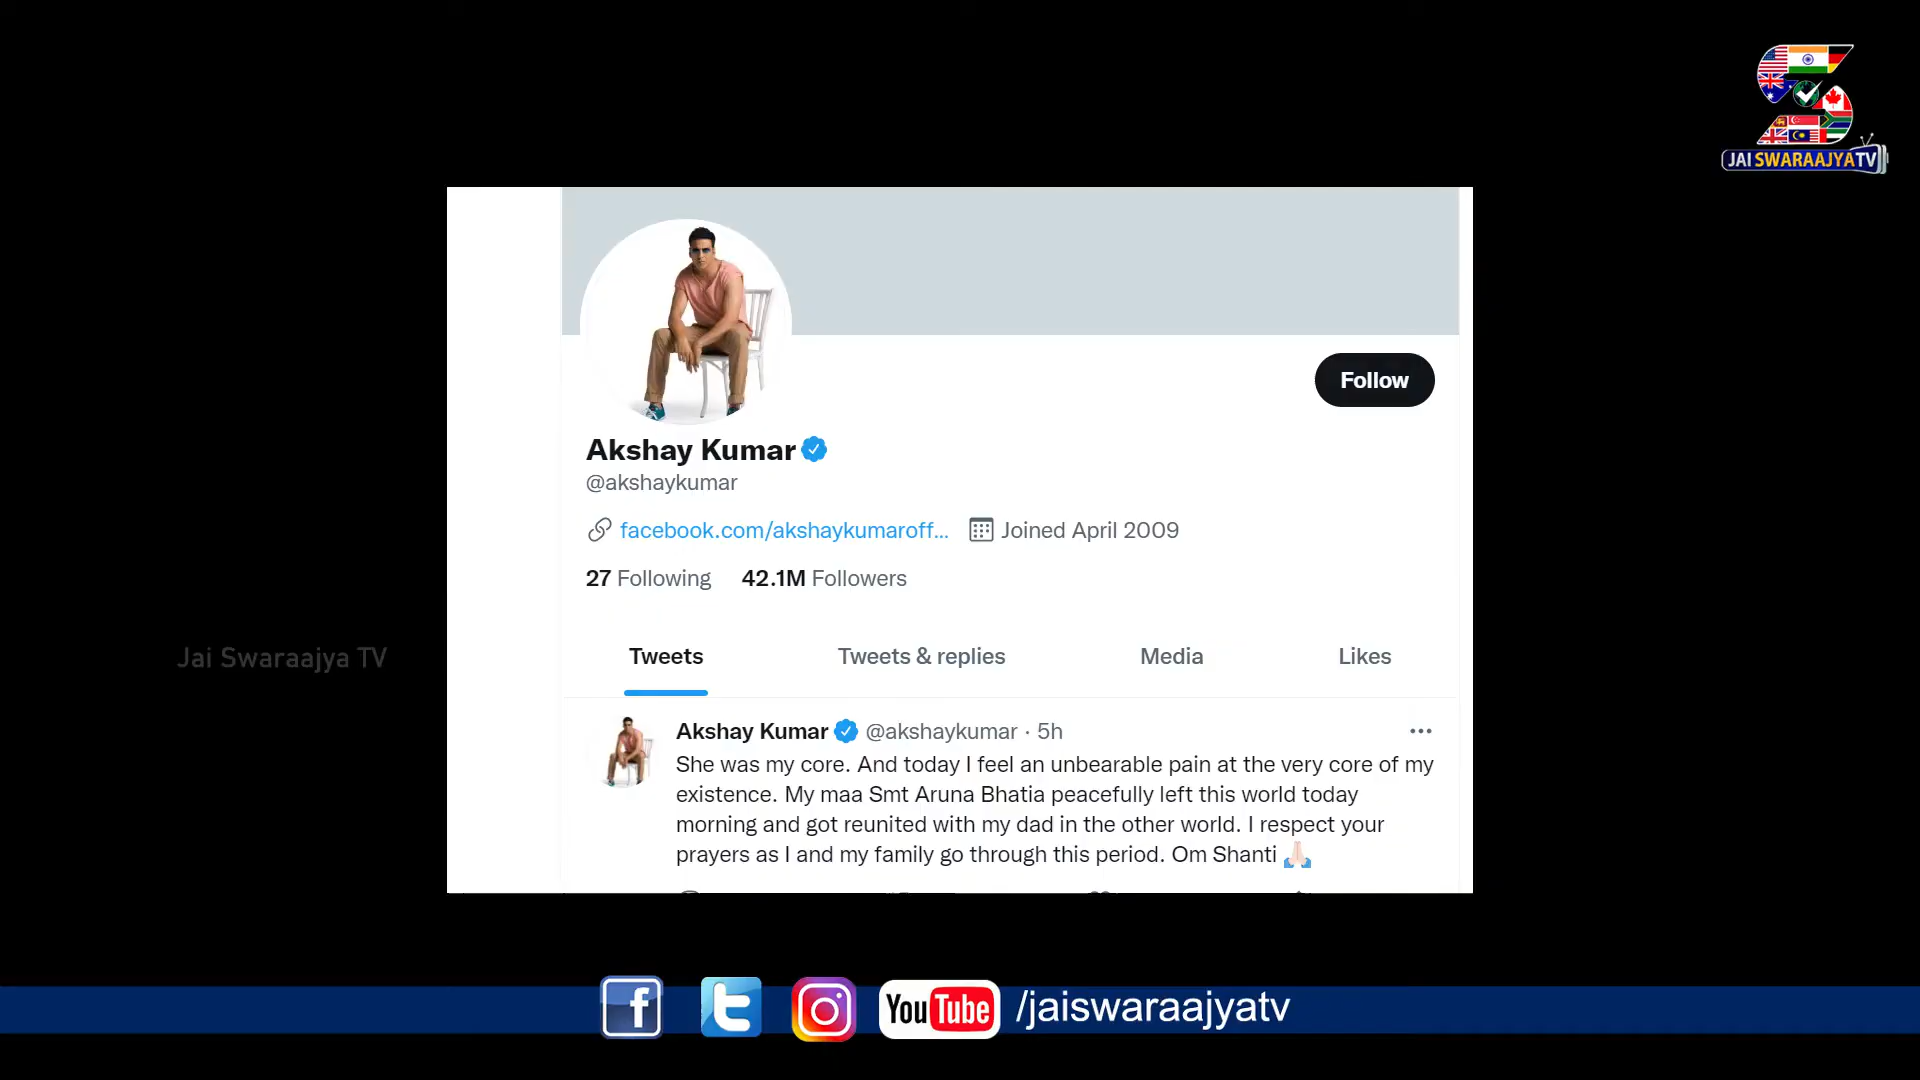 JAI SWARAAJYA TV
Follow
Akshay Kumar
@akshaykumar
facebook.com/akshaykumaroff... Joined April 2009
27 Following 42.1M Followers
Jai Swaraajya TV
Tweets Tweets & replies Media Likes
Akshay Kumar @akshaykumar · 5h
She was my core. And today I feel an unbearable pain at the very core of my
existence. My maa Smt Aruna Bhatia peacefully left this world today
morning and got reunited with my dad in the other world. I respect your
prayers as I and my family go through this period. Om Shanti 🙏🏻
f t YouTube /jaiswaraajyatv